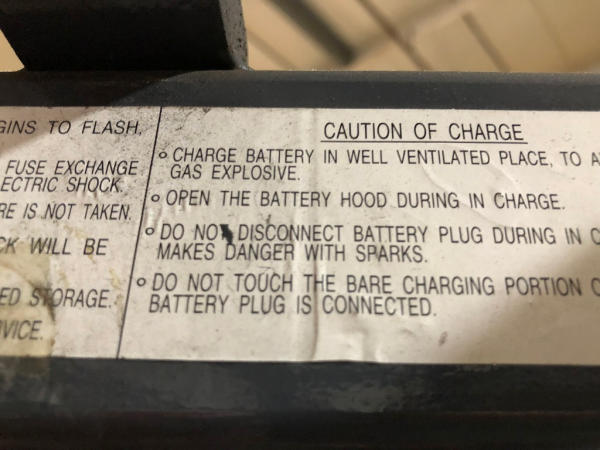 GINS TO FLASH.
FUSE EXCHANGE
ECTRIC SHOCK.
RE IS NOT TAKEN.
CK WILL BE
ED STORAGE.
VICE.
CAUTION OF CHARGE
○ CHARGE BATTERY IN WELL VENTILATED PLACE, TO A
GAS EXPLOSIVE.
○ OPEN THE BATTERY HOOD DURING IN CHARGE.
○ DO NOT DISCONNECT BATTERY PLUG DURING IN C
MAKES DANGER WITH SPARKS.
○ DO NOT TOUCH THE BARE CHARGING PORTION O
BATTERY PLUG IS CONNECTED.